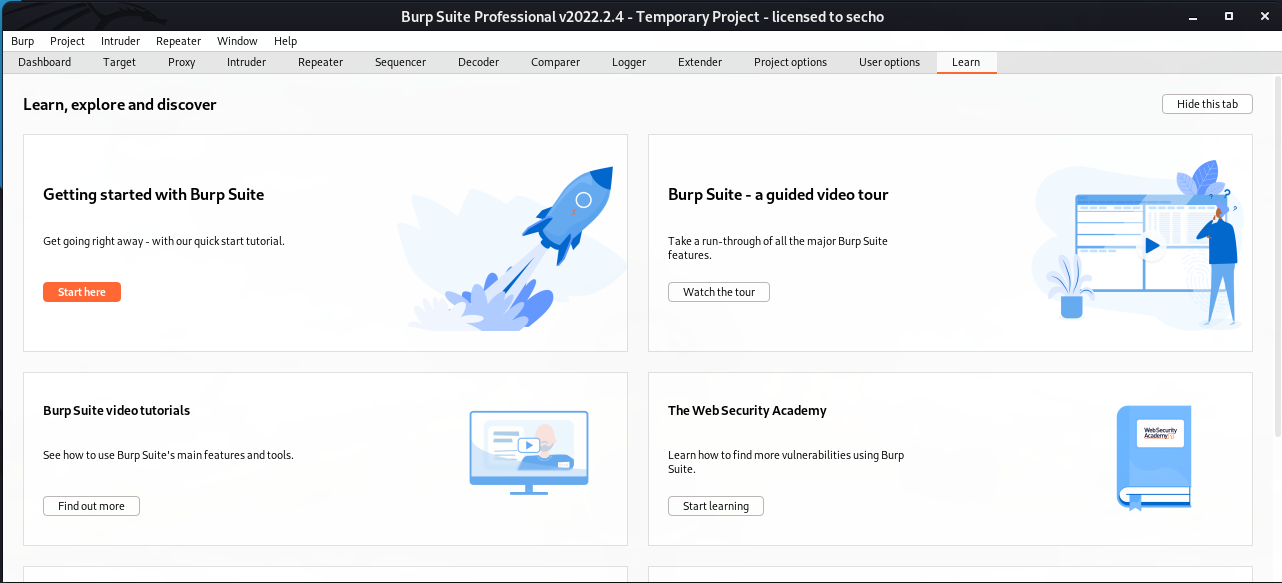 Burp Suite Professional v2022.2.4 - Temporary Project - licensed to secho
Burp Project Intruder Repeater Window Help
Dashboard Target Proxy Intruder Repeater Sequencer Decoder Comparer Logger Extender Project options User options Learn
Learn, explore and discover
Hide this tab
Getting started with Burp Suite
Get going right away - with our quick start tutorial.
Start here
Burp Suite - a guided video tour
Take a run-through of all the major Burp Suite
features.
Watch the tour
Burp Suite video tutorials
See how to use Burp Suite's main features and tools.
Find out more
The Web Security Academy
Learn how to find more vulnerabilities using Burp
Suite.
Start learning
WebSecurity
Academy